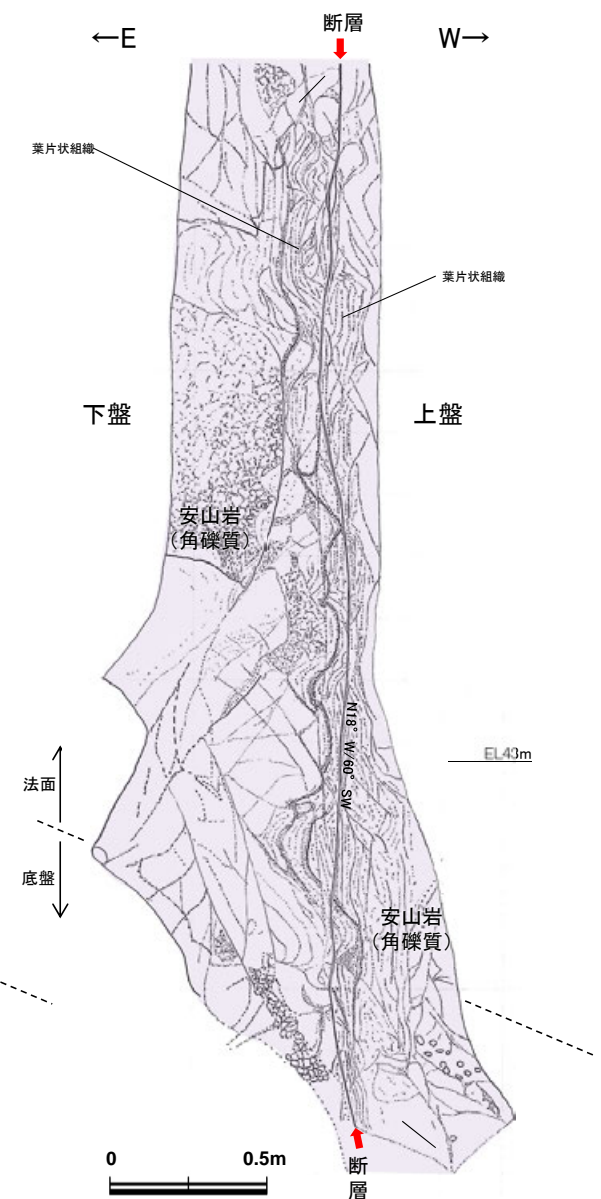 断層
←E
W→
葉片状組織
葉片状組織
下盤
上盤
安山岩
(角礫質)
N18°W/60°SW
EL43m
法面
底盤
安山岩
(角礫質)
0
0.5m
断
層